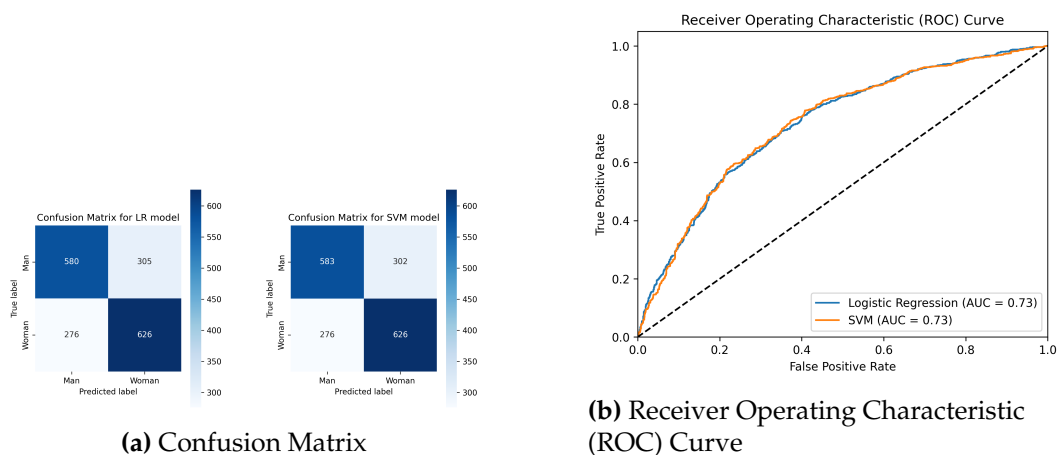 Confusion Matrix for LR model
True label
Man
Woman
580
305
276
626
Man
Woman
Predicted label
600
550
500
450
400
350
300
Confusion Matrix for SVM model
True label
Man
Woman
583
302
276
626
Man
Woman
Predicted label
600
550
500
450
400
350
300
(a) Confusion Matrix
Receiver Operating Characteristic (ROC) Curve
True Positive Rate
1.0
0.8
0.6
0.4
0.2
0.0
Logistic Regression (AUC = 0.73)
SVM (AUC = 0.73)
0.0
0.2
0.4
0.6
0.8
1.0
False Positive Rate
(b) Receiver Operating Characteristic
(ROC) Curve